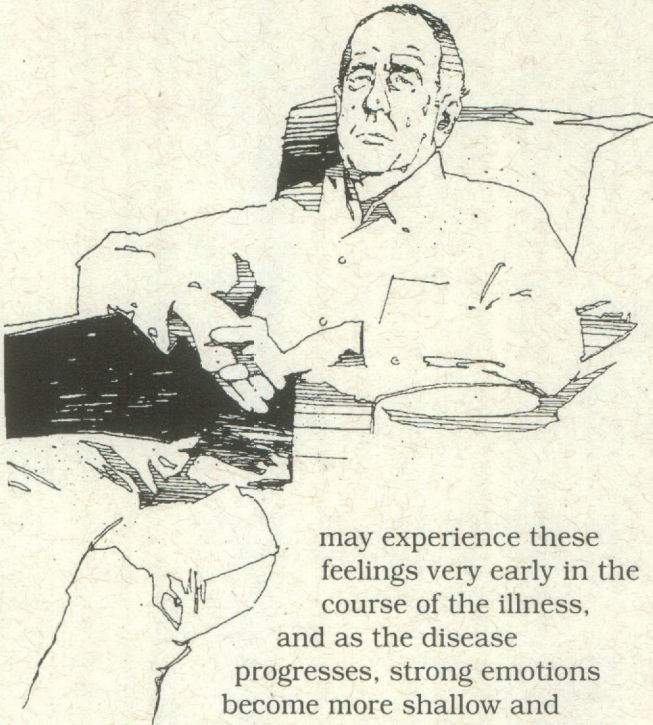 may experience these
feelings very early in the
course of the illness,
and as the disease
progresses, strong emotions
become more shallow and